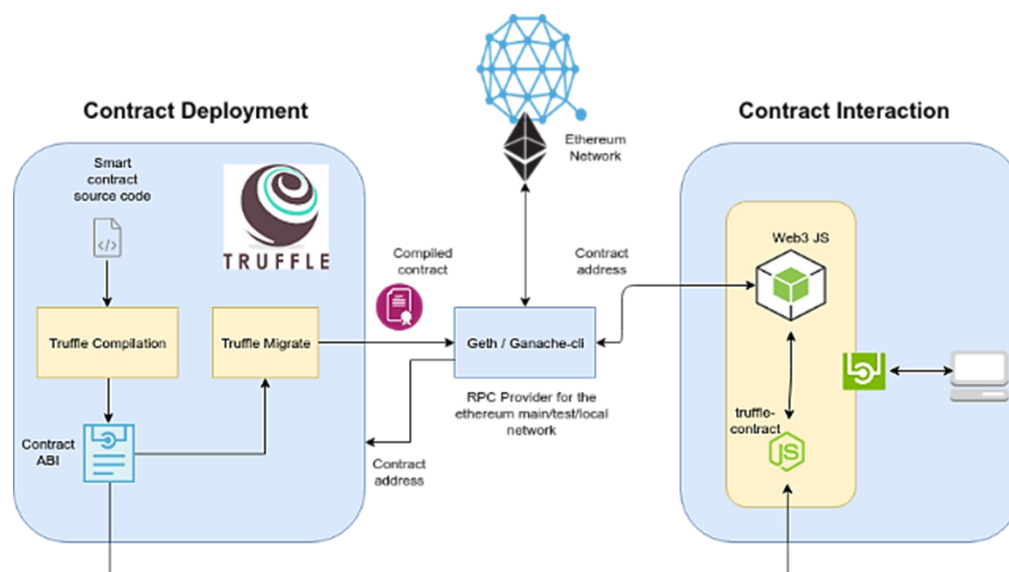 Contract Deployment
Contract Interaction
Ethereum
Network
Smart
contract
source code
TRUFFLE
Compiled
contract
Contract
address
Web3 JS
Truffle Compilation
Truffle Migrate
Geth / Ganache-cli
RPC Provider for the
ethereum main/test/local
network
Contract
ABI
Contract
address
truffle-
contract
JS